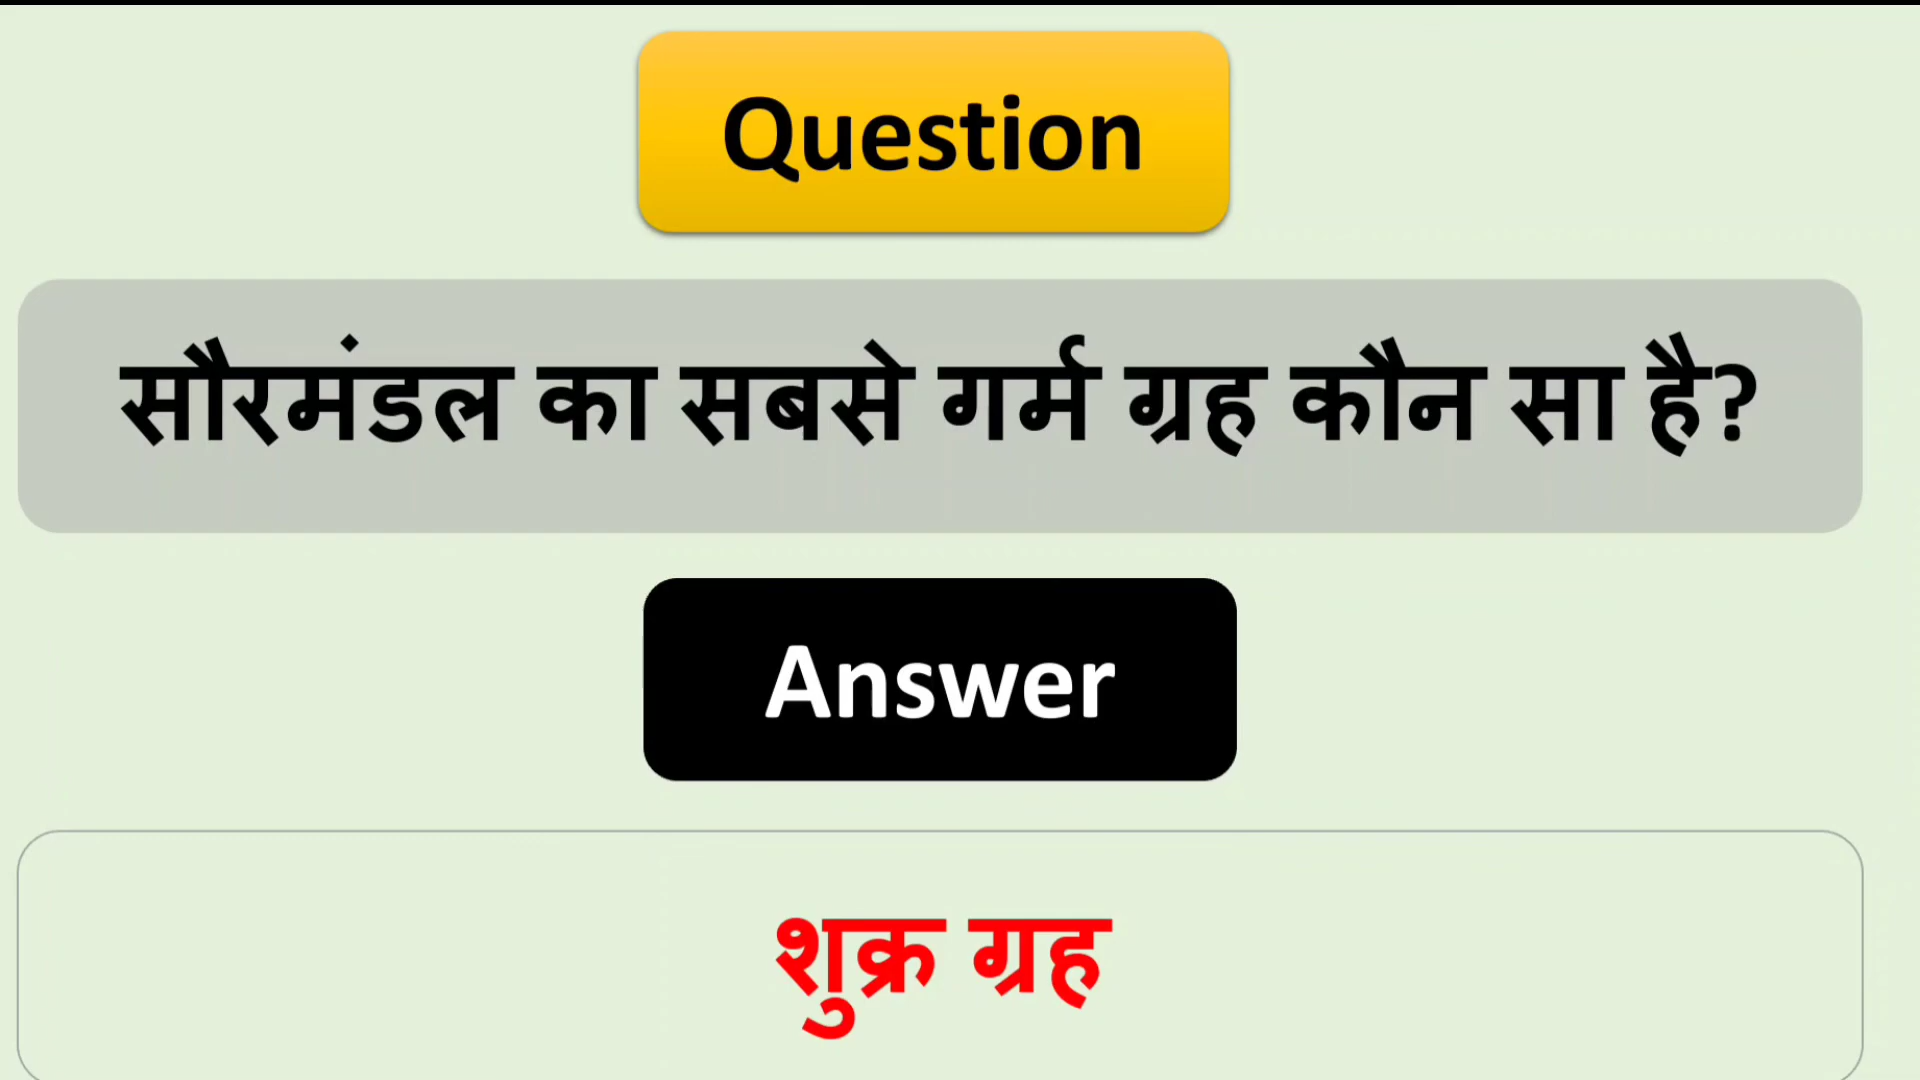 Question
सौरमंडल का सबसे गर्म ग्रह कौन सा है?
Answer
शुक्र ग्रह